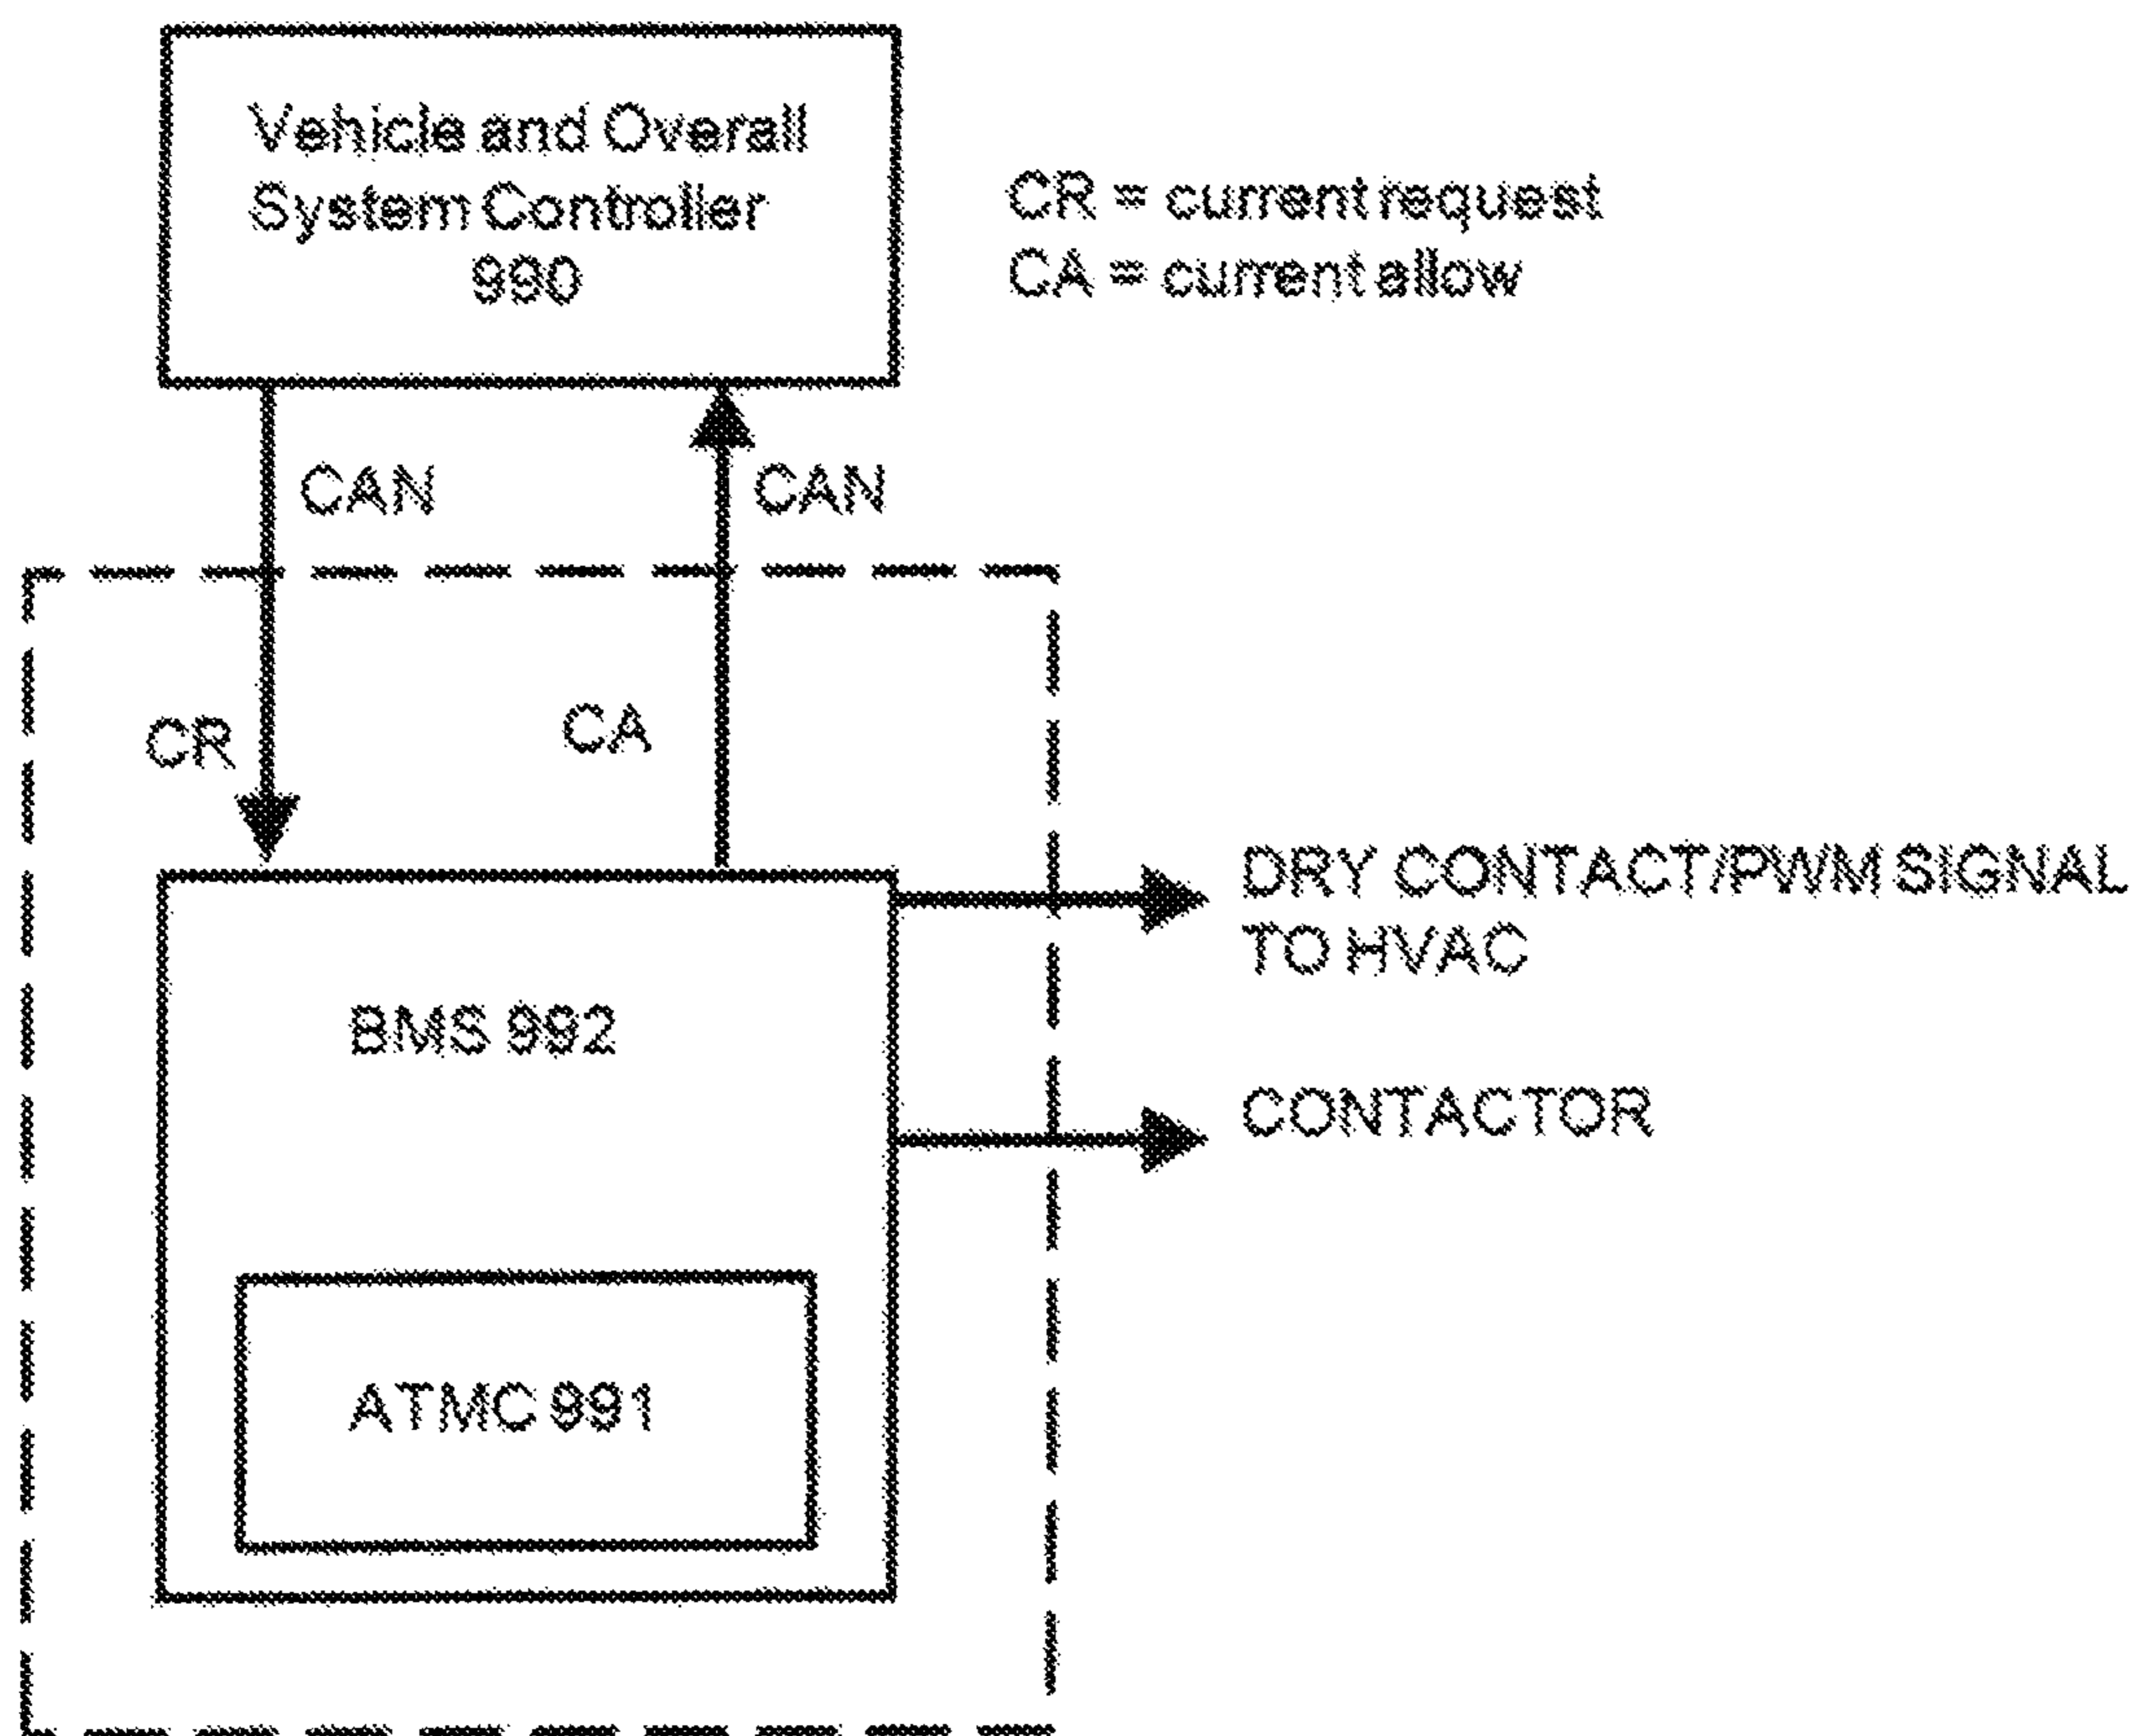 Vehicle and Overall
System Controller
990
CR = current request
CA = current allow
CAN
CAN
CR
CA
DRY CONTACT/PWM SIGNAL
TO HVAC
BMS 992
CONTACTOR
ATMC 991